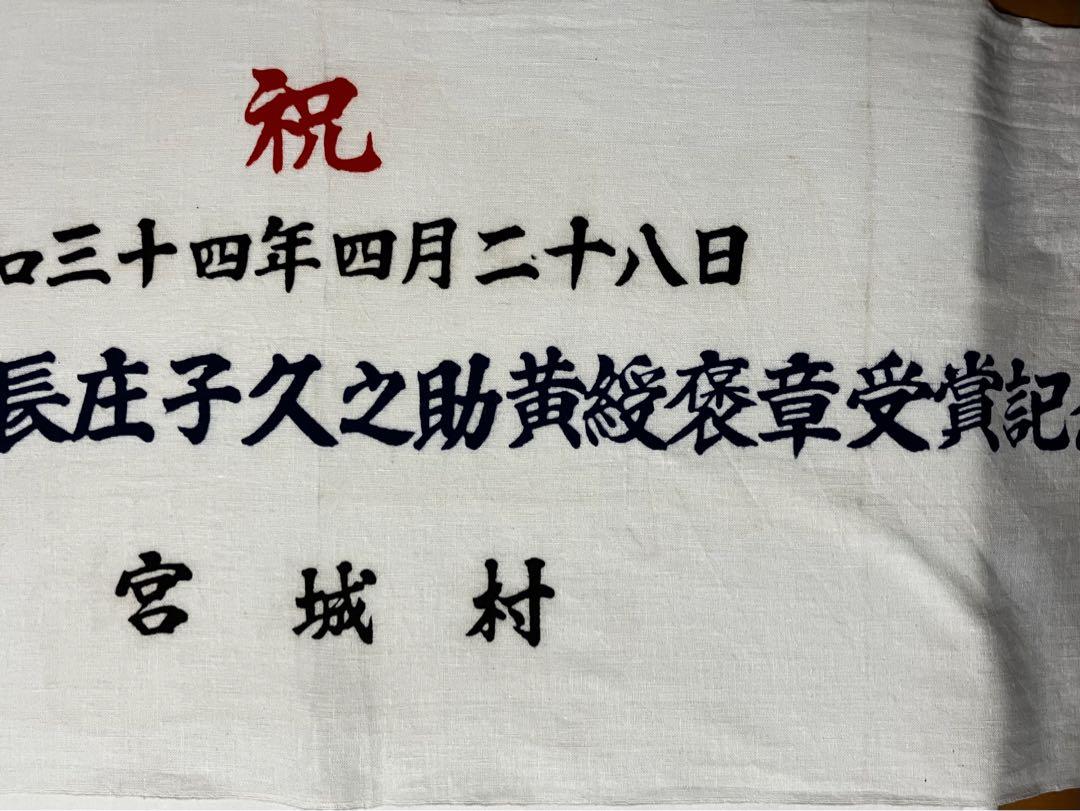 祝
和三十四年四月二十八日
長庄子久之助黄綬褒章受賞記
宮城村